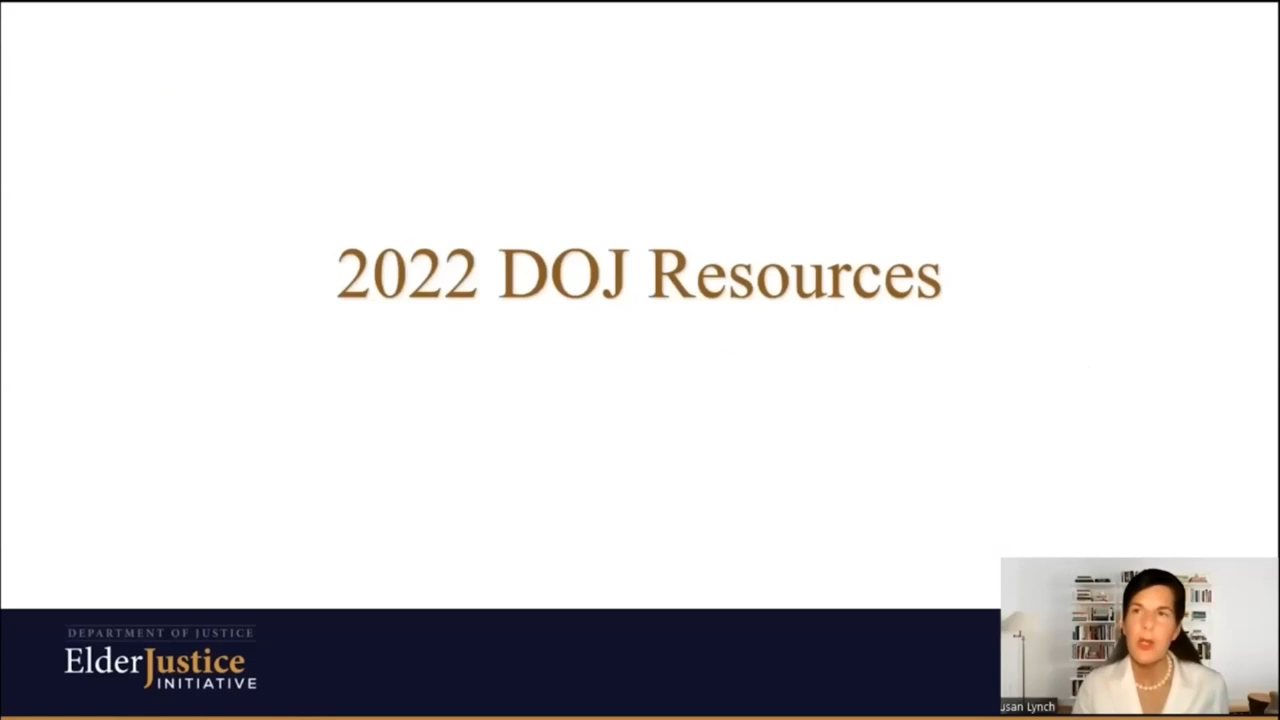 2022 DOJ Resources
DEPARTMENT OF JUSTICE
ElderJustice
INITIATIVE
usan Lynch